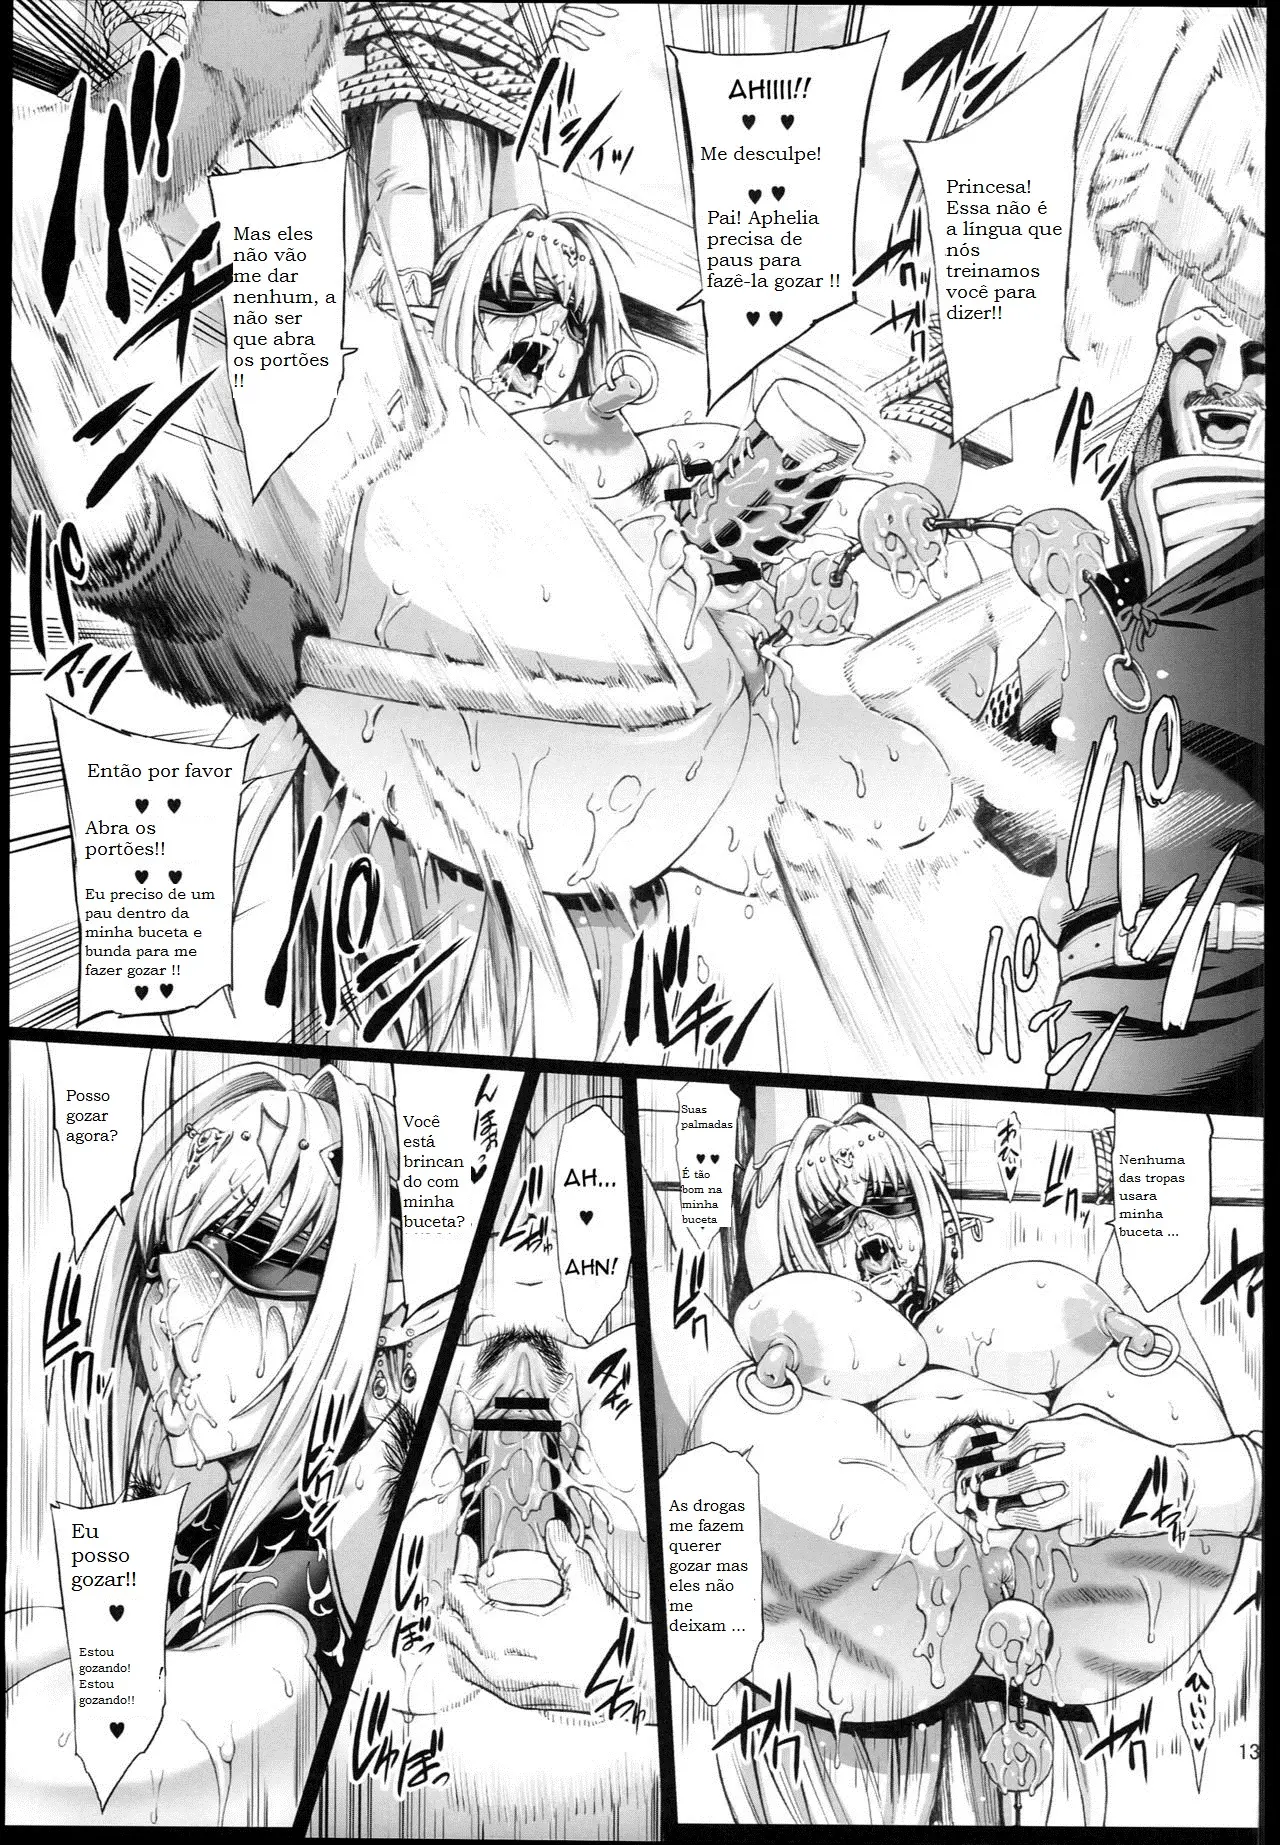 Princesa!
Essa não é
a língua que
nós
treinamos
você para
dizer!!
AHIIII!!
♥ ♥
Me desculpe!
♥ ♥
Pai! Aphelia
precisa de
paus para
fazê-la gozar !!
♥ ♥
Mas eles
não vão
me dar
nenhum, a
não ser
que abra
os portões
!!
Então por favor
♥ ♥
Abra os
portões!!
♥ ♥
Eu preciso de um
pau dentro da
minha buceta e
bunda para me
fazer gozar !!
♥ ♥
Nenhuma
das tropas
usara
minha
buceta ...
Suas
palmadas
♥ ♥
É tão
bom na
minha
buceta
As drogas
me fazem
querer
gozar mas
eles não
me
deixam ...
AH...
♥
AHN!
Você
está
brincan
do com
minha
buceta?
Posso
gozar
agora?
Eu
posso
gozar!!
♥
Estou
gozando!
Estou
gozando!!
♥
13